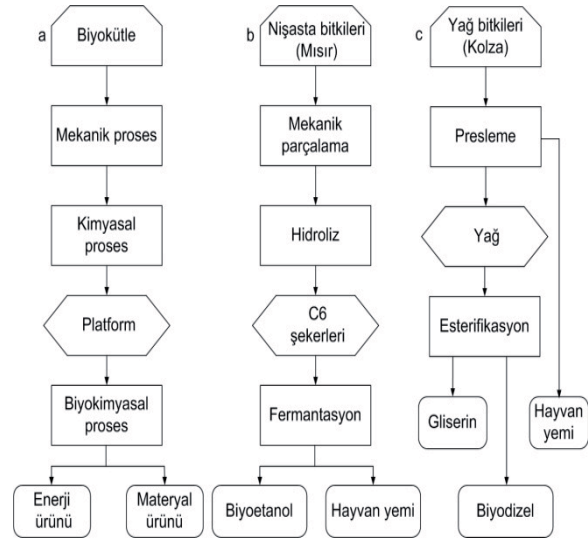 a
Biyokütle
Mekanik proses
Kimyasal
proses
Platform
Biyokimyasal
proses
Enerji
ürünü
Materyal
ürünü
b
Nişasta bitkileri
(Mısır)
Mekanik
parçalama
Hidroliz
C6
şekerleri
Fermantasyon
Biyoetanol
Hayvan yemi
c
Yağ bitkileri
(Kolza)
Presleme
Yağ
Esterifikasyon
Gliserin
Hayvan
yemi
Biyodizel